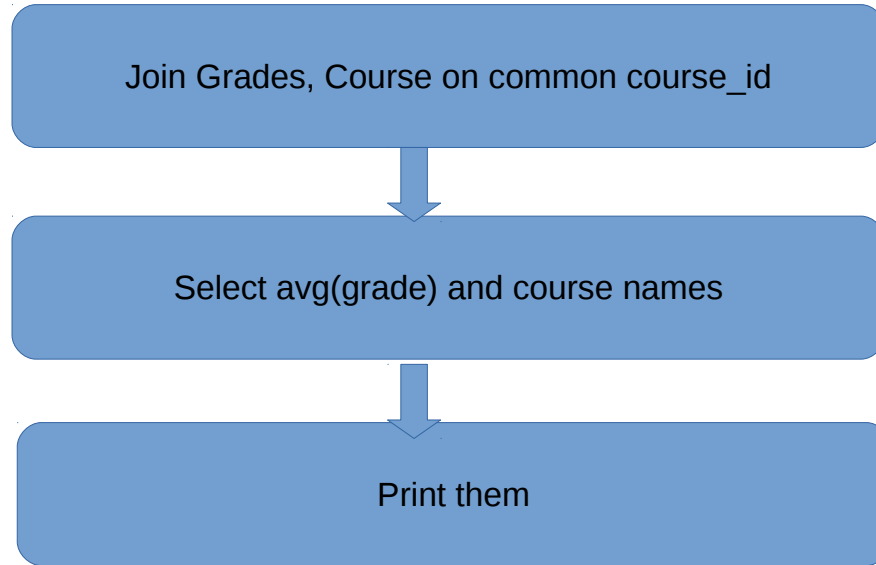 Join Grades, Course on common course_id
Select avg(grade) and course names
Print them